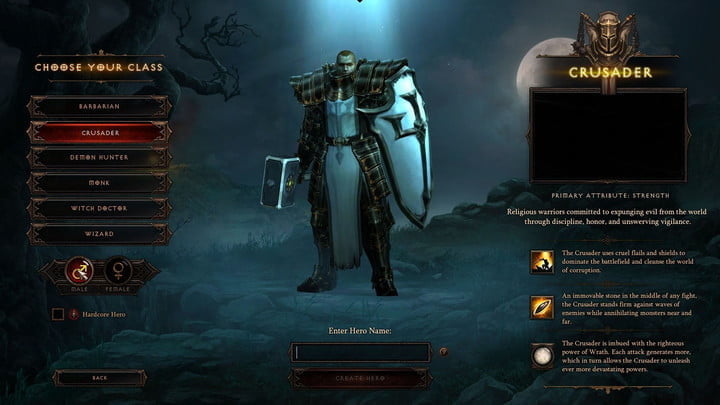 CHOOSE YOUR CLASS
BARBARIAN
CRUSADER
DEMON HUNTER
MONK
WITCH DOCTOR
WIZARD
MALE
FEMALE
Hardcore Hero
BACK
Enter Hero Name:
CREATE HERO
CRUSADER
PRIMARY ATTRIBUTE: STRENGTH
Religious warriors committed to expunging evil from the world
through discipline, honor, and unswerving vigilance.
The Crusader uses cruel flails and shields to
dominate the battlefield and cleanse the world
of corruption.
An immovable stone in the middle of any fight,
the Crusader stands firm against waves of
enemies while annihilating monsters near and
far.
The Crusader is imbued with the righteous
power of Wrath. Each attack generates more,
which in turn allows the Crusader to unleash
ever more devastating powers.